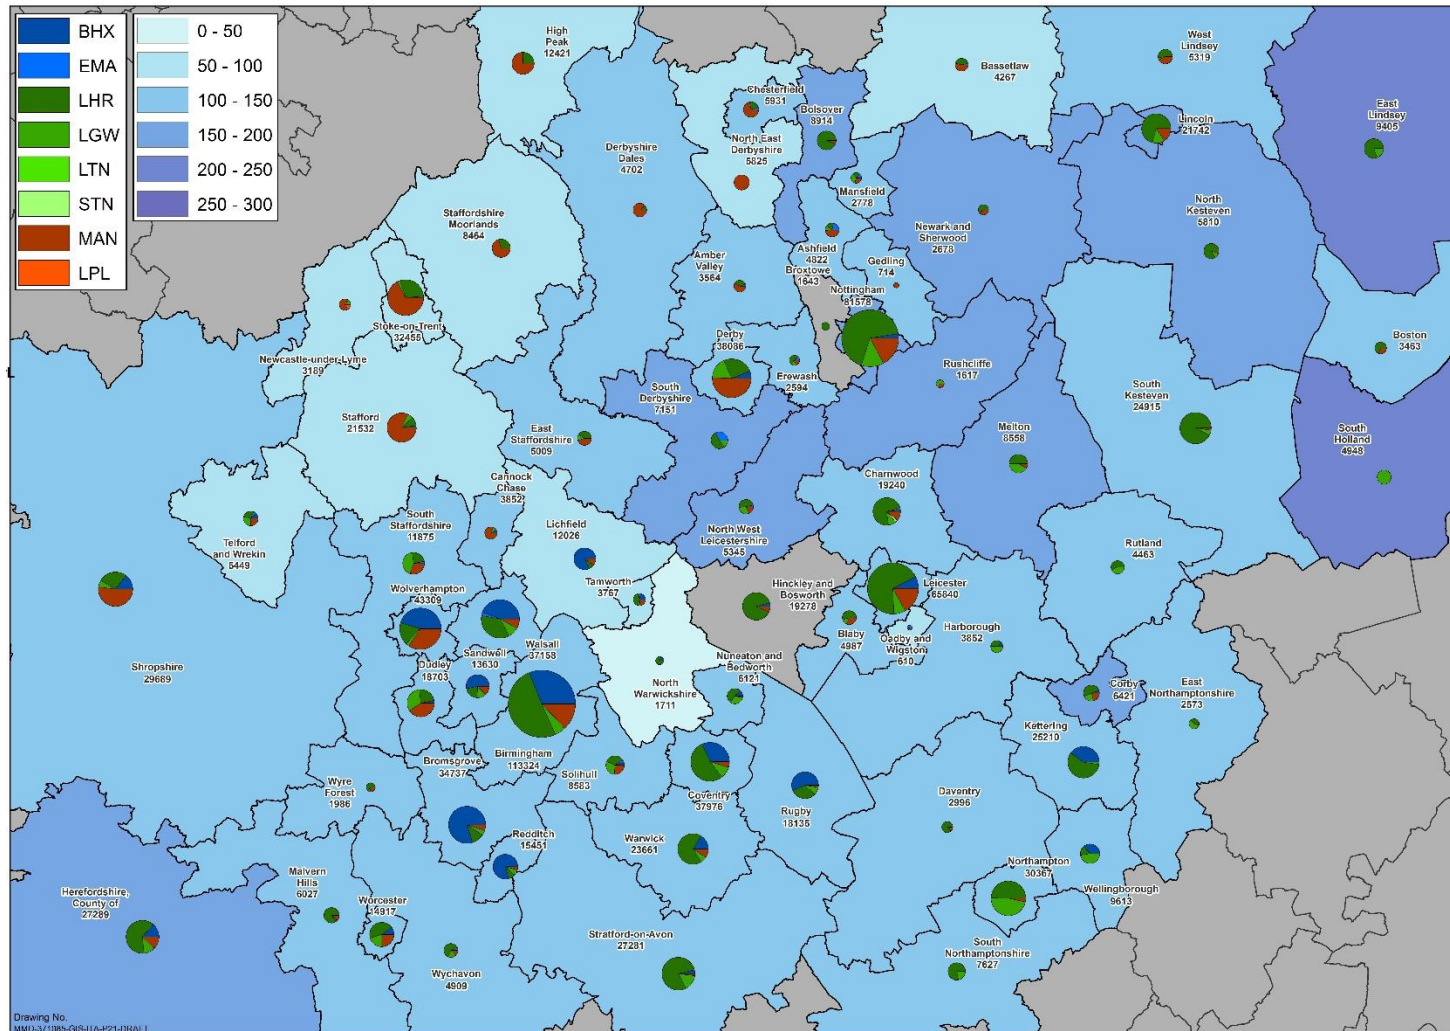 BHX
EMA
LHR
LGW
LTN
STN
MAN
LPL
0 - 50
50 - 100
100 - 150
150 - 200
200 - 250
250 - 300
High
Peak
12421
Bassetlaw
4267
West
Lindsey
5319
Chesterfield
5931
Bolsover
8914
Lincoln
21742
East
Lindsey
9405
North East
Derbyshire
5825
Derbyshire
Dales
4702
Mansfield
2778
Staffordshire
Moorlands
8464
North
Kesteven
5810
Newark and
Sherwood
2678
Ashfield
4822
Amber
Valley
3564
Broxtowe
1643
Gedling
714
Nottingham
81578
Stoke-on-Trent
32455
Newcastle-under-Lyme
3189
Derby
38086
Erewash
2594
Rushcliffe
1617
Boston
3463
South
Derbyshire
7151
South
Kesteven
24915
Stafford
21532
East
Staffordshire
5009
Melton
8558
South
Holland
4948
Cannock
Chase
3852
Charnwood
19240
South
Staffordshire
11875
Lichfield
12026
North West
Leicestershire
5345
Telford
and Wrekin
5449
Rutland
4463
Tamworth
3767
Hinckley and
Bosworth
19278
Leicester
65840
Wolverhampton
43309
Blaby
4987
Oadby and
Wigston
610
Harborough
3852
Walsall
37158
Sandwell
13630
Shropshire
29689
Dudley
18703
North
Warwickshire
1711
Nuneaton and
Bedworth
5121
Corby
5421
East
Northamptonshire
2573
Kettering
25210
Birmingham
113324
Bromsgrove
34737
Solihull
8583
Wyre
Forest
1986
Coventry
37976
Rugby
18135
Daventry
2996
Redditch
15451
Warwick
23661
Northampton
30367
Wellingborough
9613
Malvern
Hills
6027
Herefordshire,
County of
27289
Worcester
14917
Stratford-on-Avon
27281
South
Northamptonshire
7627
Wychavon
4909
Drawing No.